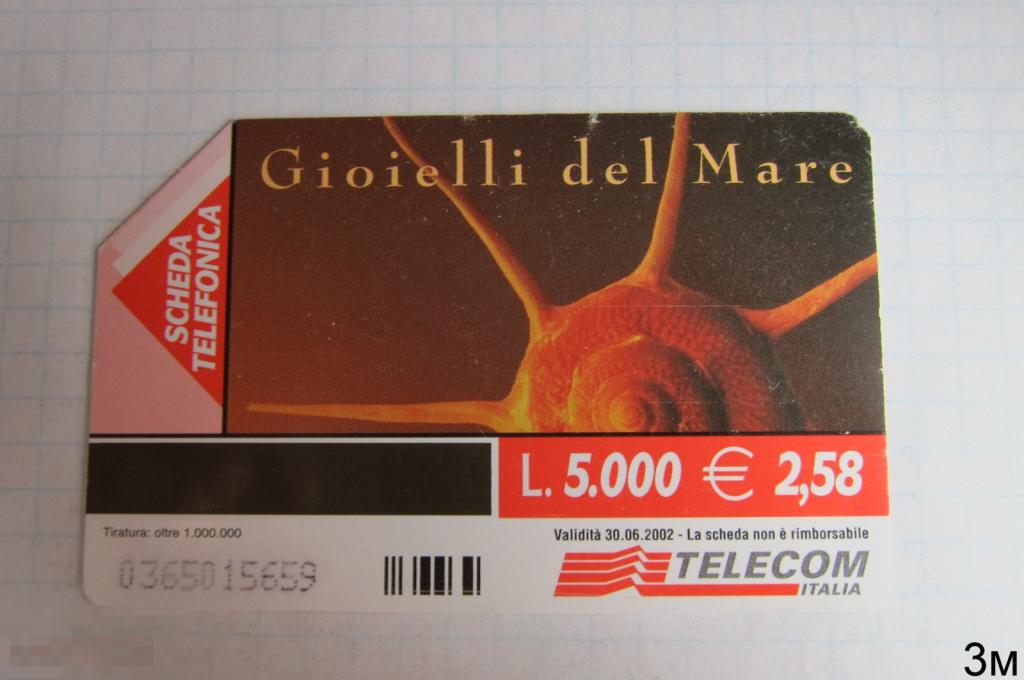 Gioielli del Mare
SCHEDA
TELEFONICA
L. 5.000 € 2,58
Tiratura: oltre 1.000.000
Validità 30.06.2002 - La scheda non è rimborsabile
0365015659
TELECOM
ITALIA
3м